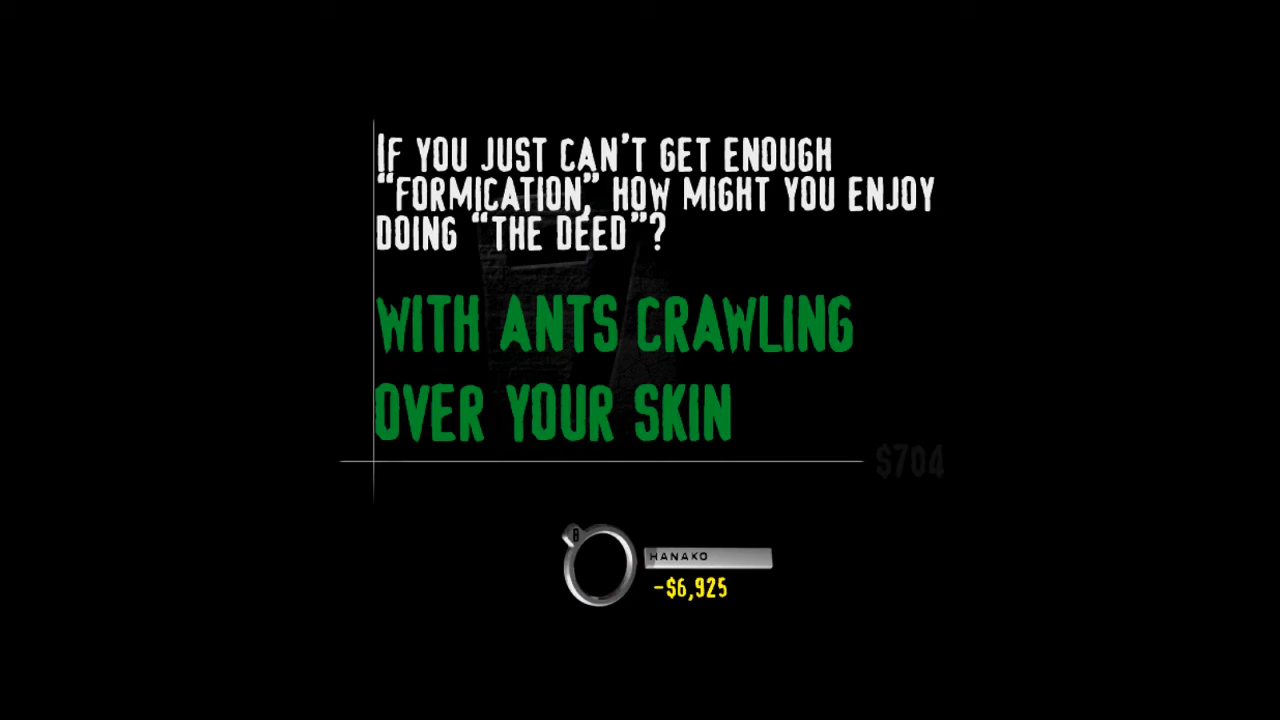 IF YOU JUST CAN'T GET ENOUGH
"FORMICATION," HOW MIGHT YOU ENJOY
DOING "THE DEED"?
WITH ANTS CRAWLING
OVER YOUR SKIN
$704
HANAKO
-$6,925